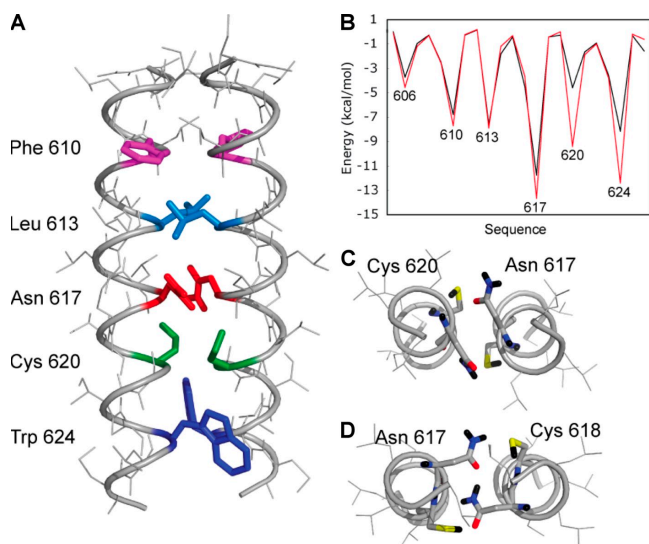 A
Phe 610
Leu 613
Asn 617
Cys 620
Trp 624
B
Energy (kcal/mol)
1
-1
-3
-5
-7
-9
-11
-13
-15
606
610
613
617
620
624
Sequence
C
Cys 620 Asn 617
D
Asn 617 Cys 618